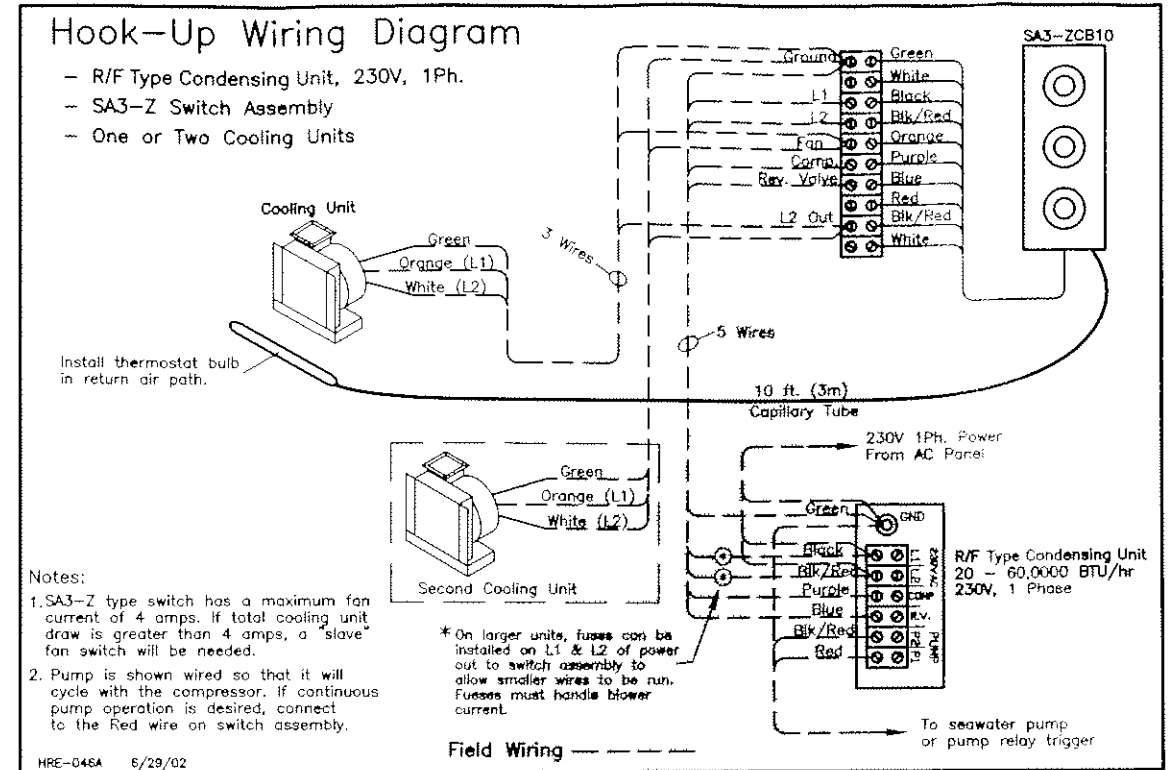 Hook-Up Wiring Diagram
- R/F Type Condensing Unit, 230V, 1Ph.
- SA3-Z Switch Assembly
- One or Two Cooling Units
SA3-ZCB10
Ground
Green
White
L1
Black
L2
Blk/Red
Fan
Orange
Comp.
Purple
Rev. Valve
Blue
Red
L2 Out
Blk/Red
White
Cooling Unit
Green
Orange (L1)
White (L2)
3 Wires
5 Wires
Install thermostat bulb
in return air path.
10 ft. (3m)
Capillary Tube
230V 1Ph. Power
From AC Panel
Green
Orange (L1)
White (L2)
Second Cooling Unit
Green
GND
Black
L1
Blk/Red
L2
230VAC
Purple
COMP
Blue
R.V.
Blk/Red
P2
Red
P1
PUMP
R/F Type Condensing Unit
20 - 60,0000 BTU/hr
230V, 1 Phase
Notes:
1. SA3-Z type switch has a maximum fan
current of 4 amps. If total cooling unit
draw is greater than 4 amps, a "slave"
fan switch will be needed.
2. Pump is shown wired so that it will
cycle with the compressor. If continuous
pump operation is desired, connect
to the Red wire on switch assembly.
* On larger units, fuses can be
installed on L1 & L2 of power
out to switch assembly to
allow smaller wires to be run.
Fueses must handle blower
current.
To seawater pump
or pump relay trigger
Field Wiring
HRE-046A 6/29/02